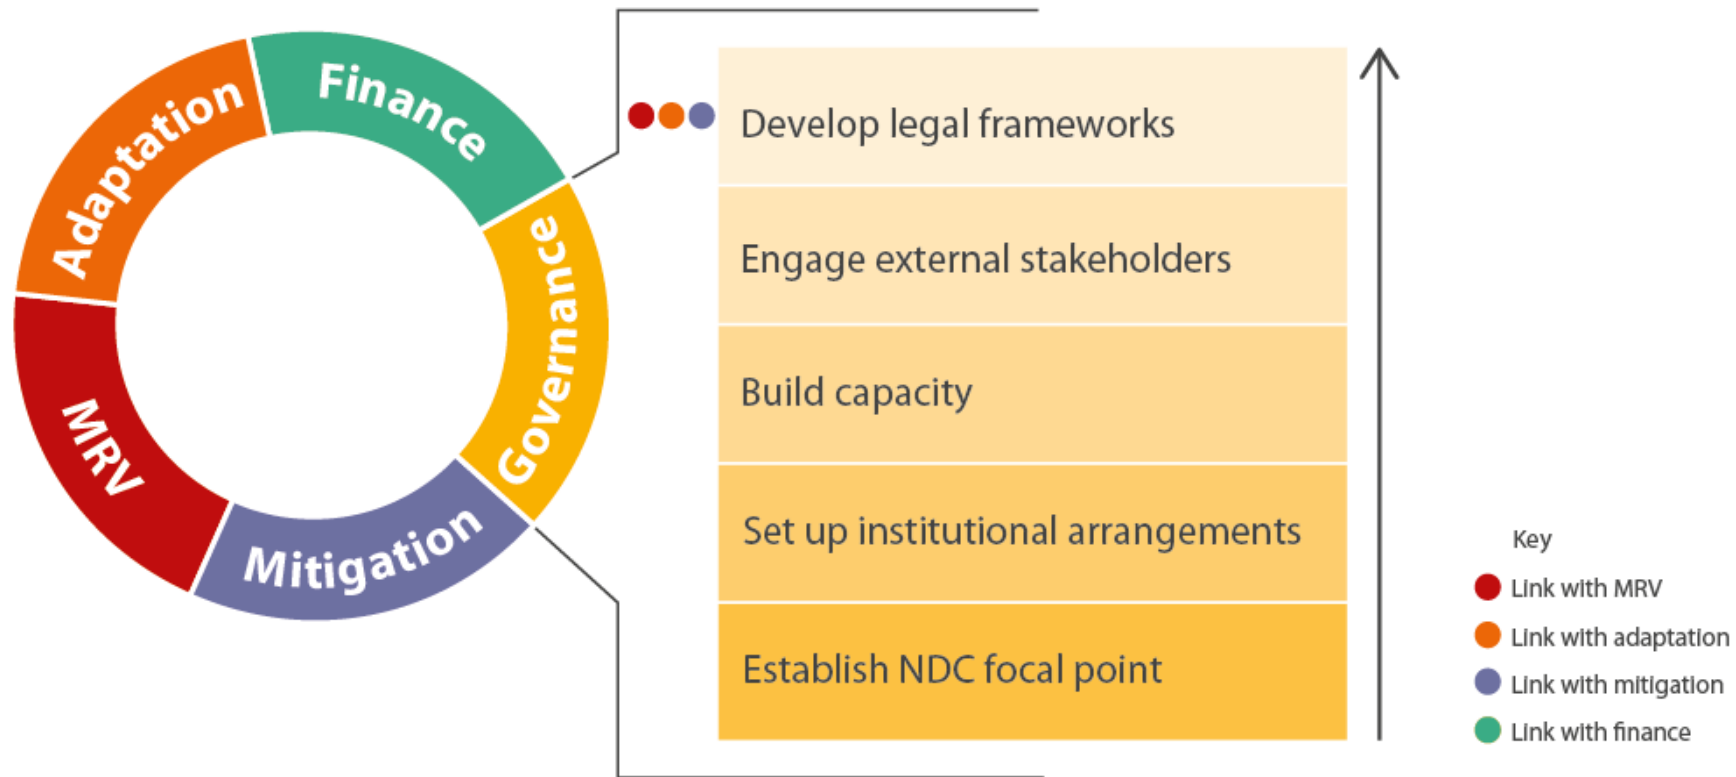 Finance
Adaptation
Governance
MRV
Mitigation
Develop legal frameworks
Engage external stakeholders
Build capacity
Set up institutional arrangements
Establish NDC focal point
Key
Link with MRV
Link with adaptation
Link with mitigation
Link with finance